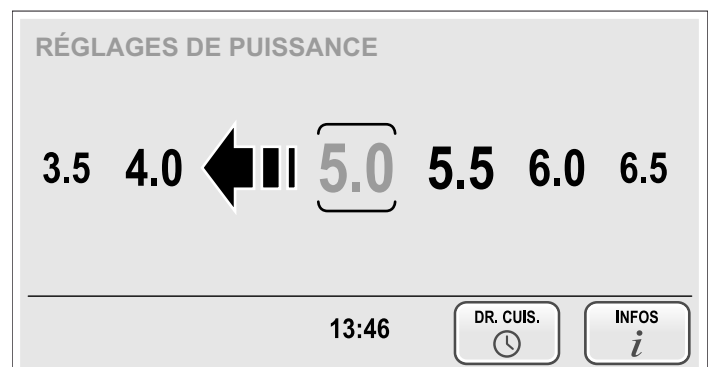 RÉGLAGES DE PUISSANCE
3.5 4.0 5.0 5.5 6.0 6.5
13:46 DR. CUIS. INFOS
i